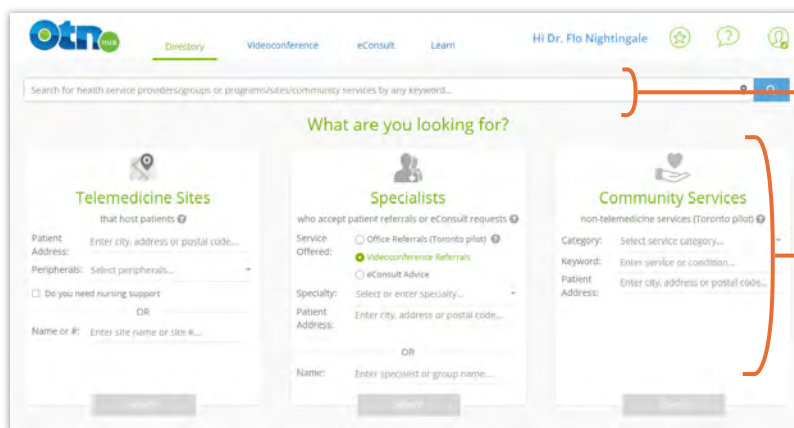 otn hub
Directory Videoconference eConsult Learn Hi Dr. Flo Nightingale
Search for health service providers/groups or programs/sites/community services by any keyword...
What are you looking for?
Telemedicine Sites
that host patients
Patient Address: Enter city, address or postal code...
Peripherals: Select peripherals...
Do you need nursing support
OR
Name or #: Enter site name or site #...
Specialists
who accept patient referrals or eConsult requests
Service Offered: Office Referrals (Toronto pilot)
Videoconference Referrals
eConsult Advice
Specialty: Select or enter specialty...
Patient Address: Enter city, address or postal code...
OR
Name: Enter specialist or group name...
Community Services
non-telemedicine services (Toronto pilot)
Category: Select service category...
Keyword: Enter service or condition...
Patient Address: Enter city, address or postal code...